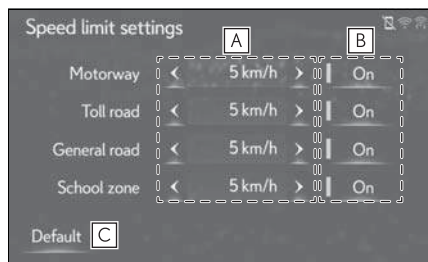 Speed limit settings
A B
Motorway < 5 km/h > On
Toll road < 5 km/h > On
General road < 5 km/h > On
School zone < 5 km/h > On
Default C